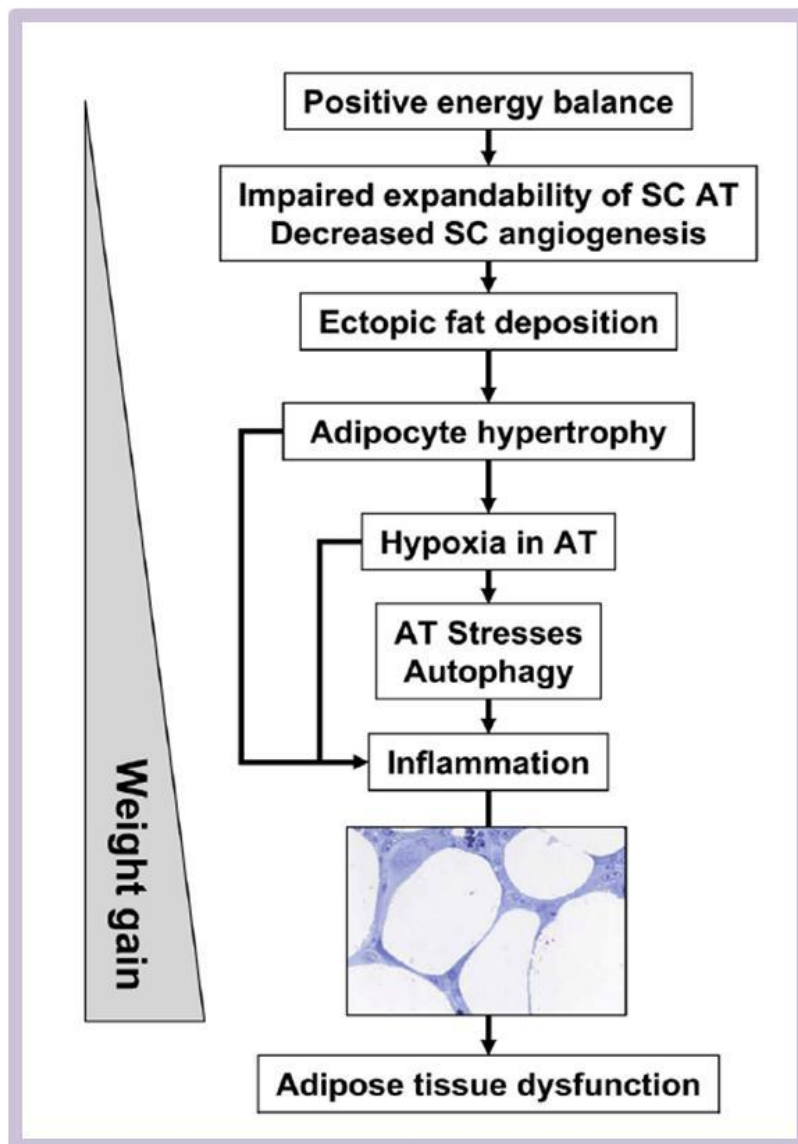 Positive energy balance
Impaired expandability of SC AT
Decreased SC angiogenesis
Ectopic fat deposition
Adipocyte hypertrophy
Hypoxia in AT
AT Stresses
Autophagy
Inflammation
Adipose tissue dysfunction
Weight gain